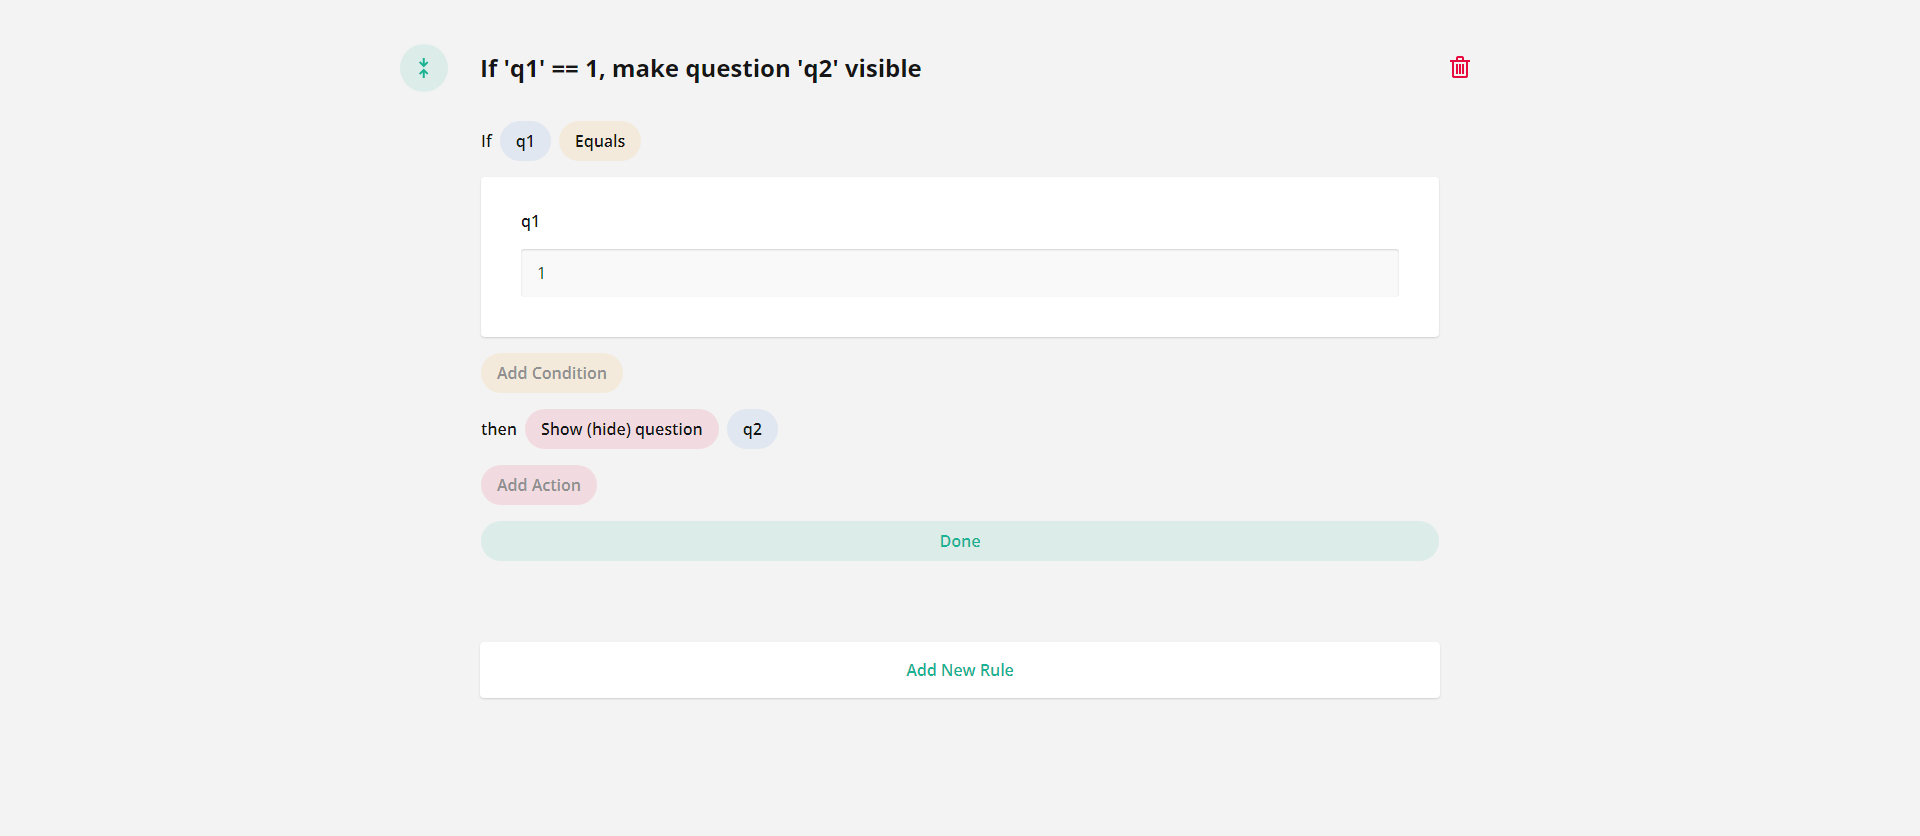 If 'q1' == 1, make question 'q2' visible
If q1 Equals
q1
1
Add Condition
then Show (hide) question q2
Add Action
Done
Add New Rule